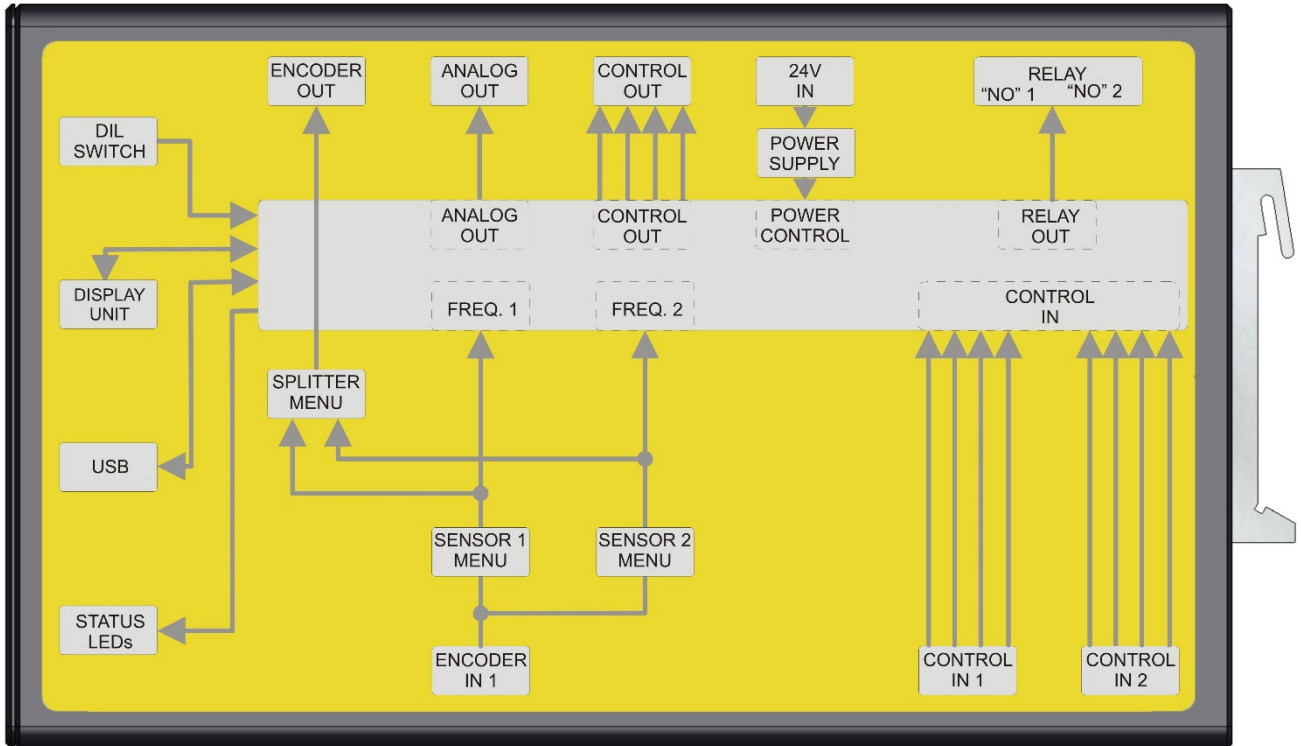 ENCODER
OUT
ANALOG
OUT
CONTROL
OUT
24V
IN
RELAY
"NO" 1 "NO" 2
DIL
SWITCH
POWER
SUPPLY
ANALOG
OUT
CONTROL
OUT
POWER
CONTROL
RELAY
OUT
DISPLAY
UNIT
FREQ. 1
FREQ. 2
CONTROL
IN
SPLITTER
MENU
USB
SENSOR 1
MENU
SENSOR 2
MENU
STATUS
LEDs
ENCODER
IN 1
CONTROL
IN 1
CONTROL
IN 2